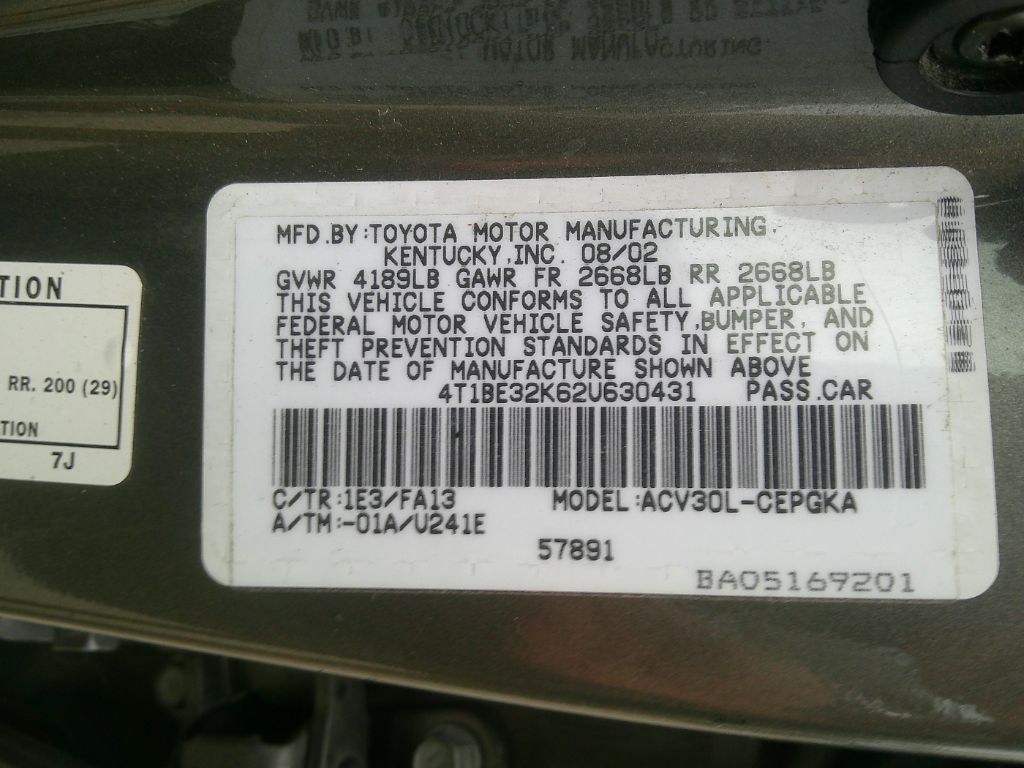 MFD.BY:TOYOTA MOTOR MANUFACTURING,
KENTUCKY,INC. 08/02
GVWR 4189LB GAWR FR 2668LB RR 2668LB
THIS VEHICLE CONFORMS TO ALL APPLICABLE
FEDERAL MOTOR VEHICLE SAFETY,BUMPER, AND
THEFT PREVENTION STANDARDS IN EFFECT ON
THE DATE OF MANUFACTURE SHOWN ABOVE
4T1BE32K62U630431 PASS.CAR
C/TR:1E3/FA13 MODEL:ACV30L-CEPGKA
A/TM:-01A/U241E
57891
BA05169201
TION
RR. 200 (29)
TION
7J